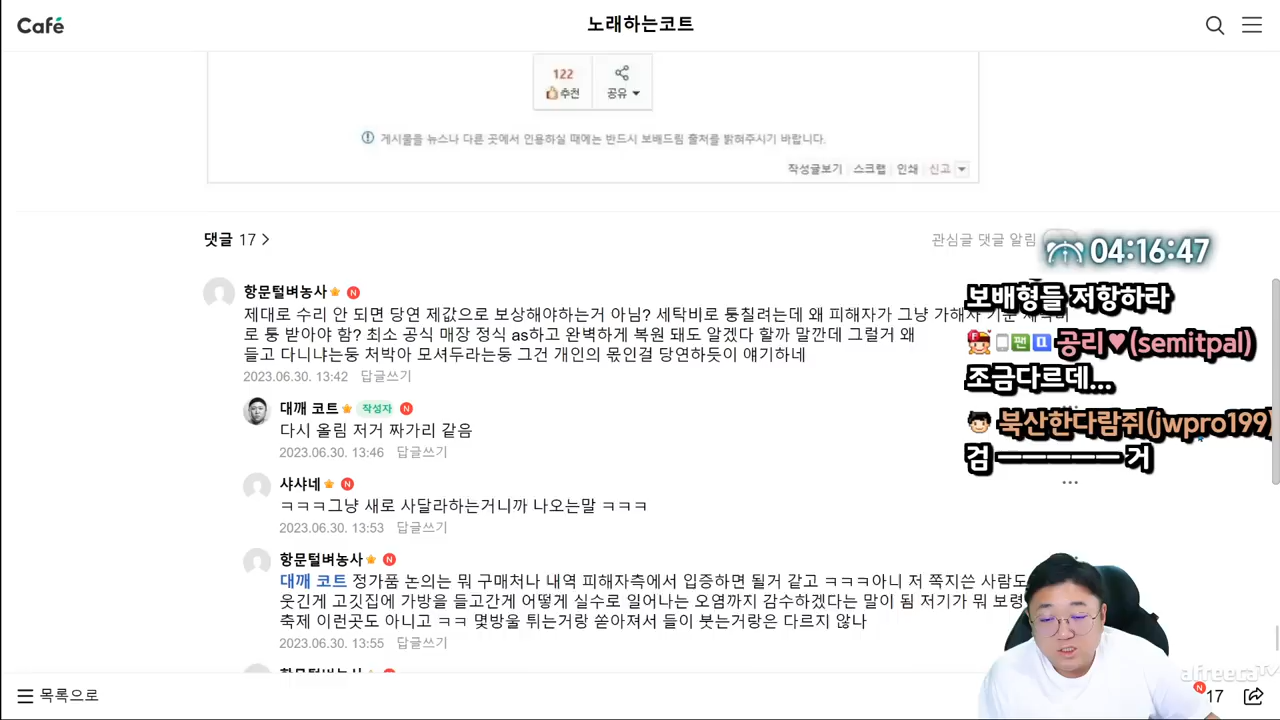 Café
노래하는코트
122
추천
공유
게시물을 뉴스나 다른 곳에서 인용하실 때에는 반드시 보배드림 출처를 밝혀주시기 바랍니다.
작성글보기 스크랩 인쇄 신고
댓글 17
관심글 댓글 알림
04:16:47
보배형들 저항하라
공리♥(semitpal)
조금다르데...
북산한다람쥐(jwpro199)
검 ㅡㅡㅡㅡㅡ 거
항문털벼농사 N
제대로 수리 안 되면 당연 제값으로 보상해야하는거 아님? 세탁비로 퉁칠려는데 왜 피해자가 그냥 가해자
로 퉁 받아야 함? 최소 공식 매장 정식 as하고 완벽하게 복원 돼도 알겠다 할까 말깐데 그럴거 왜
들고 다니냐는둥 처박아 모셔두라는둥 그건 개인의 몫인걸 당연하듯이 얘기하네
2023.06.30. 13:42 답글쓰기
대깨 코트 작성자 N
다시 올림 저거 짜가리 같음
2023.06.30. 13:46 답글쓰기
샤샤네 N
ㅋㅋㅋ그냥 새로 사달라하는거니까 나오는말 ㅋㅋㅋ
2023.06.30. 13:53 답글쓰기
항문털벼농사 N
대깨 코트 정가품 논의는 뭐 구매처나 내역 피해자측에서 입증하면 될거 같고 ㅋㅋㅋ아니 저 쪽지쓴 사람도
웃긴게 고깃집에 가방을 들고간게 어떻게 실수로 일어나는 오염까지 감수하겠다는 말이 됨 저기가 뭐 보령
축제 이런곳도 아니고 ㅋㅋ 몇방울 튀는거랑 쏟아져서 들이 붓는거랑은 다르지 않나
2023.06.30. 13:55 답글쓰기
목록으로
afreecaTV
N
17